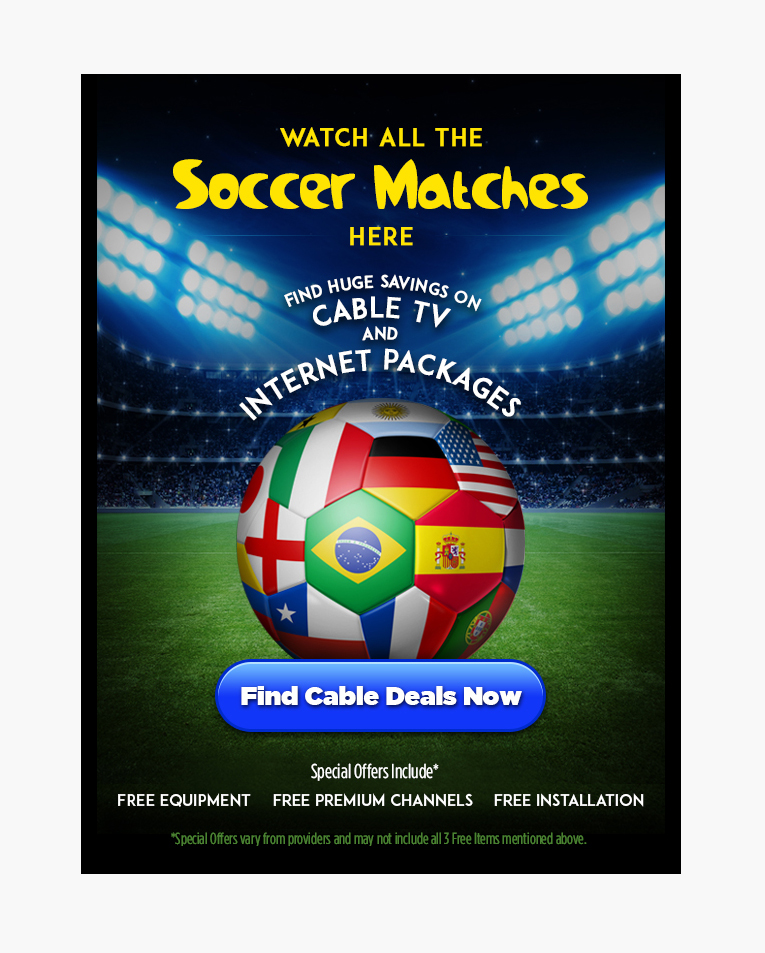 WATCH ALL THE
Soccer Matches
HERE
FIND HUGE SAVINGS ON
CABLE TV
AND
INTERNET PACKAGES
Find Cable Deals Now
Special Offers Include*
FREE EQUIPMENT FREE PREMIUM CHANNELS FREE INSTALLATION
*Special Offers vary from providers and may not include all 3 Free Items mentioned above.